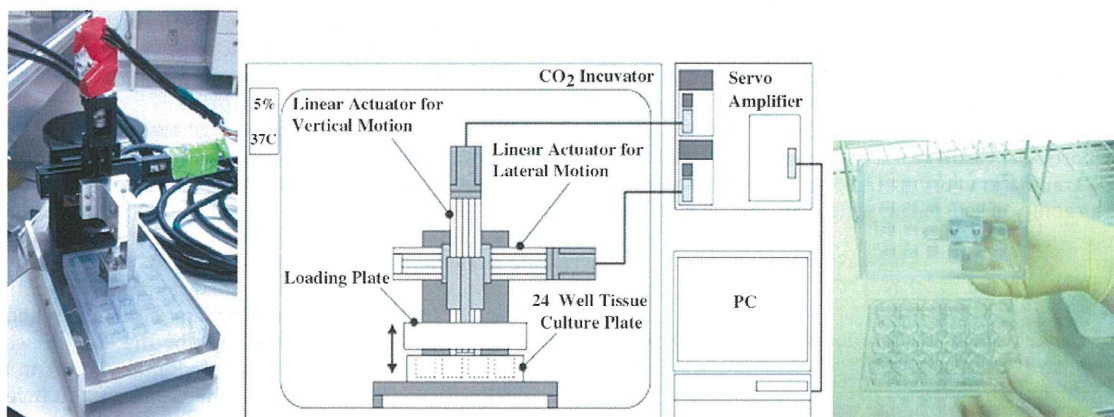 CO2 Incuvator
5%
37C
Linear Actuator for
Vertical Motion
Linear Actuator for
Lateral Motion
Loading Plate
24 Well Tissue
Culture Plate
Servo
Amplifier
PC